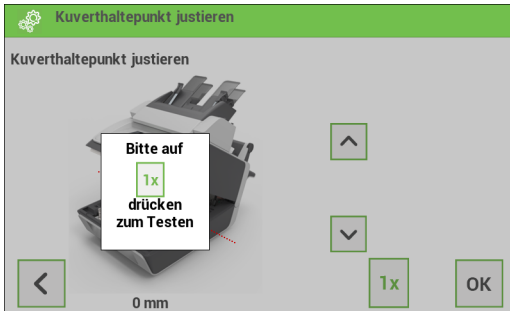 Kuverthaltepunkt justieren
Kuverthaltepunkt justieren
Bitte auf
1x
drücken
zum Testen
0 mm
1x
OK